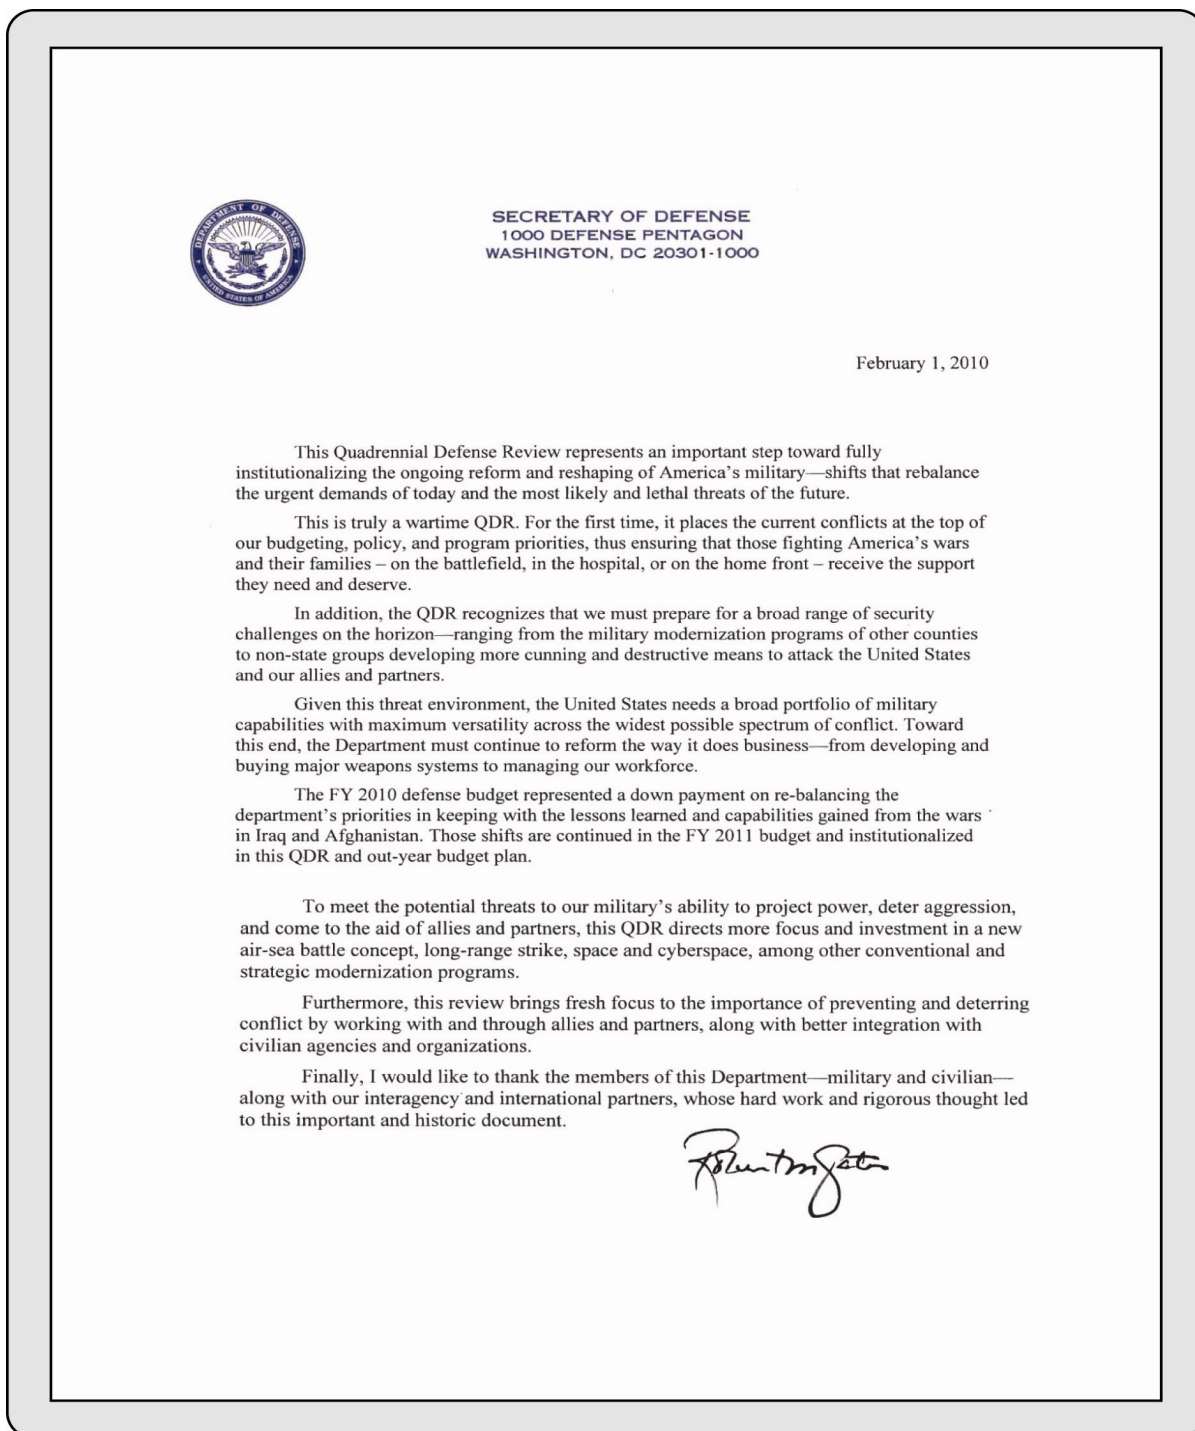 DEPARTMENT OF DEFENSE
UNITED STATES OF AMERICA
SECRETARY OF DEFENSE
1000 DEFENSE PENTAGON
WASHINGTON, DC 20301-1000
February 1, 2010
This Quadrennial Defense Review represents an important step toward fully
institutionalizing the ongoing reform and reshaping of America's military—shifts that rebalance
the urgent demands of today and the most likely and lethal threats of the future.
This is truly a wartime QDR. For the first time, it places the current conflicts at the top of
our budgeting, policy, and program priorities, thus ensuring that those fighting America's wars
and their families – on the battlefield, in the hospital, or on the home front – receive the support
they need and deserve.
In addition, the QDR recognizes that we must prepare for a broad range of security
challenges on the horizon—ranging from the military modernization programs of other counties
to non-state groups developing more cunning and destructive means to attack the United States
and our allies and partners.
Given this threat environment, the United States needs a broad portfolio of military
capabilities with maximum versatility across the widest possible spectrum of conflict. Toward
this end, the Department must continue to reform the way it does business—from developing and
buying major weapons systems to managing our workforce.
The FY 2010 defense budget represented a down payment on re-balancing the
department's priorities in keeping with the lessons learned and capabilities gained from the wars
in Iraq and Afghanistan. Those shifts are continued in the FY 2011 budget and institutionalized
in this QDR and out-year budget plan.
To meet the potential threats to our military's ability to project power, deter aggression,
and come to the aid of allies and partners, this QDR directs more focus and investment in a new
air-sea battle concept, long-range strike, space and cyberspace, among other conventional and
strategic modernization programs.
Furthermore, this review brings fresh focus to the importance of preventing and deterring
conflict by working with and through allies and partners, along with better integration with
civilian agencies and organizations.
Finally, I would like to thank the members of this Department—military and civilian—
along with our interagency and international partners, whose hard work and rigorous thought led
to this important and historic document.
Robert M Gates